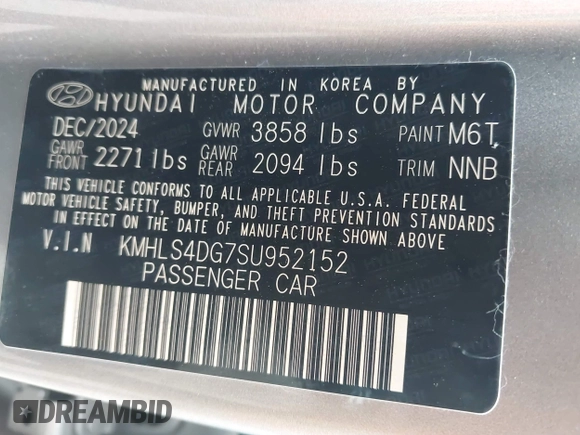 MANUFACTURED IN KOREA BY
HYUNDAI MOTOR COMPANY
DEC/2024 GVWR 3858 lbs PAINT M6T
GAWR FRONT 2271 lbs GAWR REAR 2094 lbs TRIM NNB
THIS VEHICLE CONFORMS TO ALL APPLICABLE U.S.A. FEDERAL
MOTOR VEHICLE SAFETY, BUMPER, AND THEFT PREVENTION STANDARDS
IN EFFECT ON THE DATE OF MANUFACTURE SHOWN ABOVE
V.I.N KMHLS4DG7SU952152
PASSENGER CAR
DREAMBID